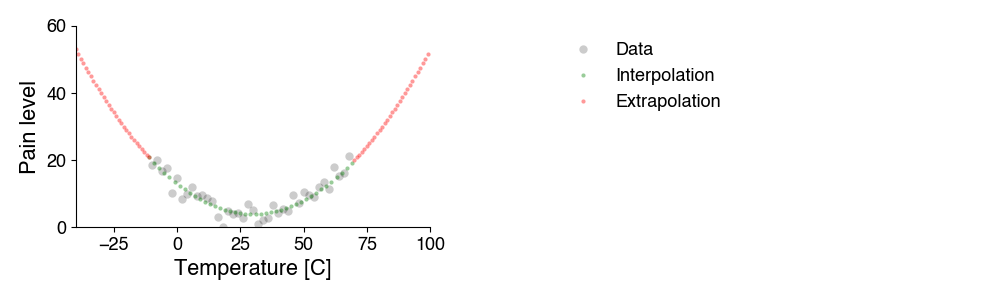 60
40
20
0
Pain level
−25 0 25 50 75 100
Temperature [C]
Data
Interpolation
Extrapolation